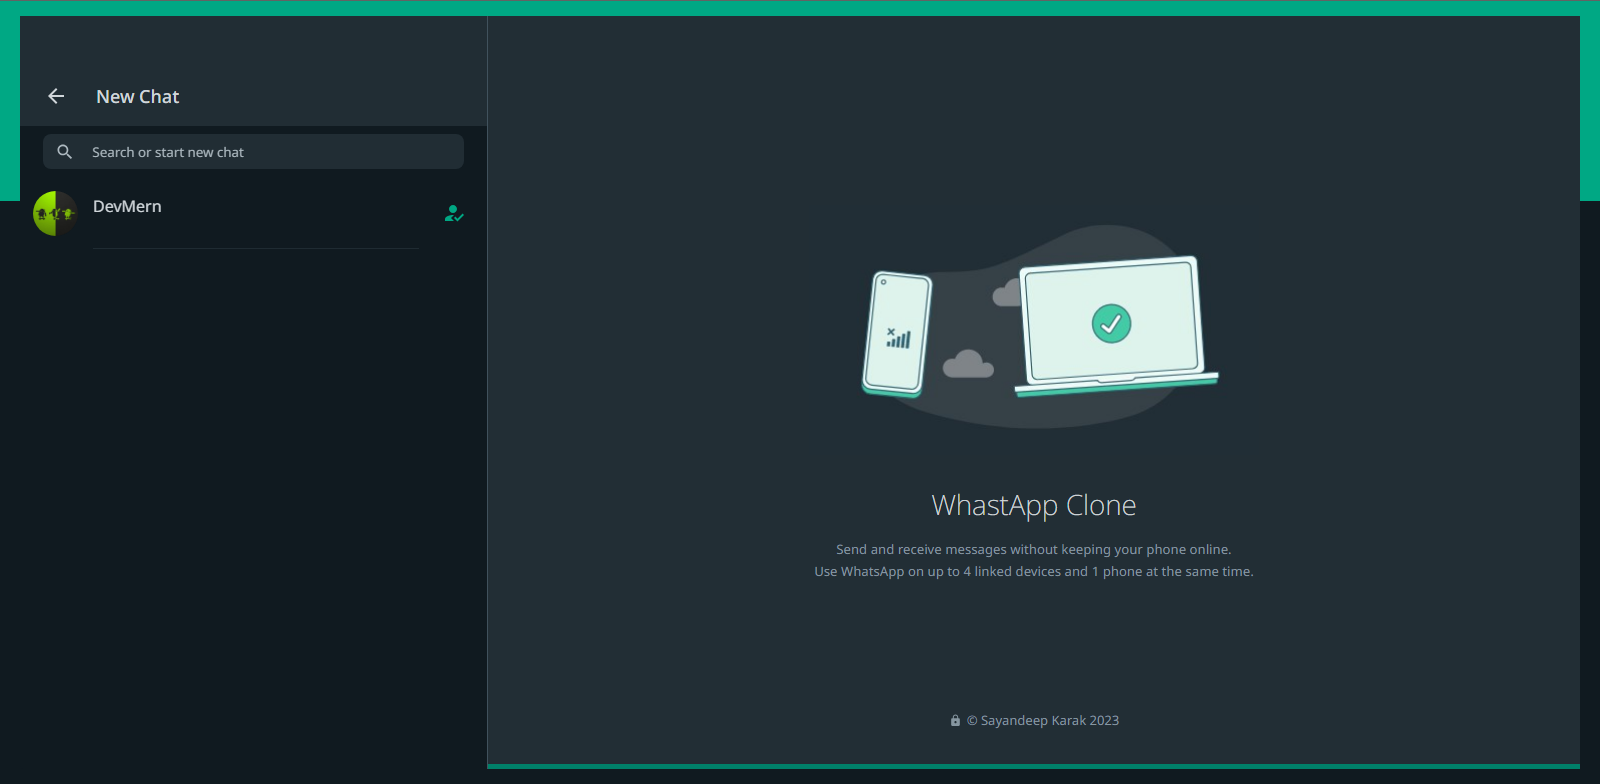 New Chat
Search or start new chat
DevMern
WhastApp Clone
Send and receive messages without keeping your phone online.
Use WhatsApp on up to 4 linked devices and 1 phone at the same time.
© Sayandeep Karak 2023